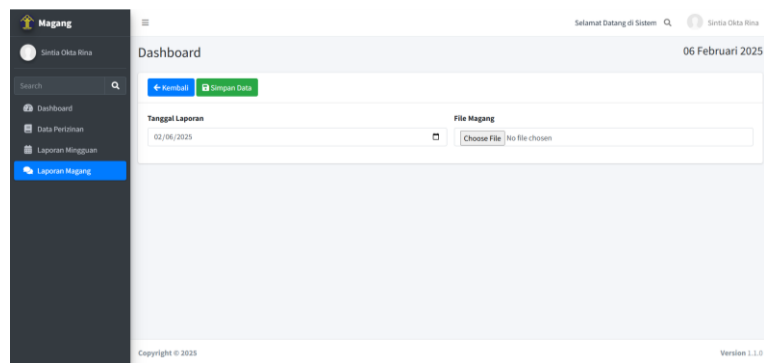 Magang
Selamat Datang di Sistem
Sintia Okta Rina
Sintia Okta Rina
Dashboard
06 Februari 2025
Search
Kembali
Simpan Data
Dashboard
Data Perizinan
Laporan Mingguan
Laporan Magang
Tanggal Laporan
File Magang
02/06/2025
Choose File No file chosen
Copyright © 2025
Version 1.1.0